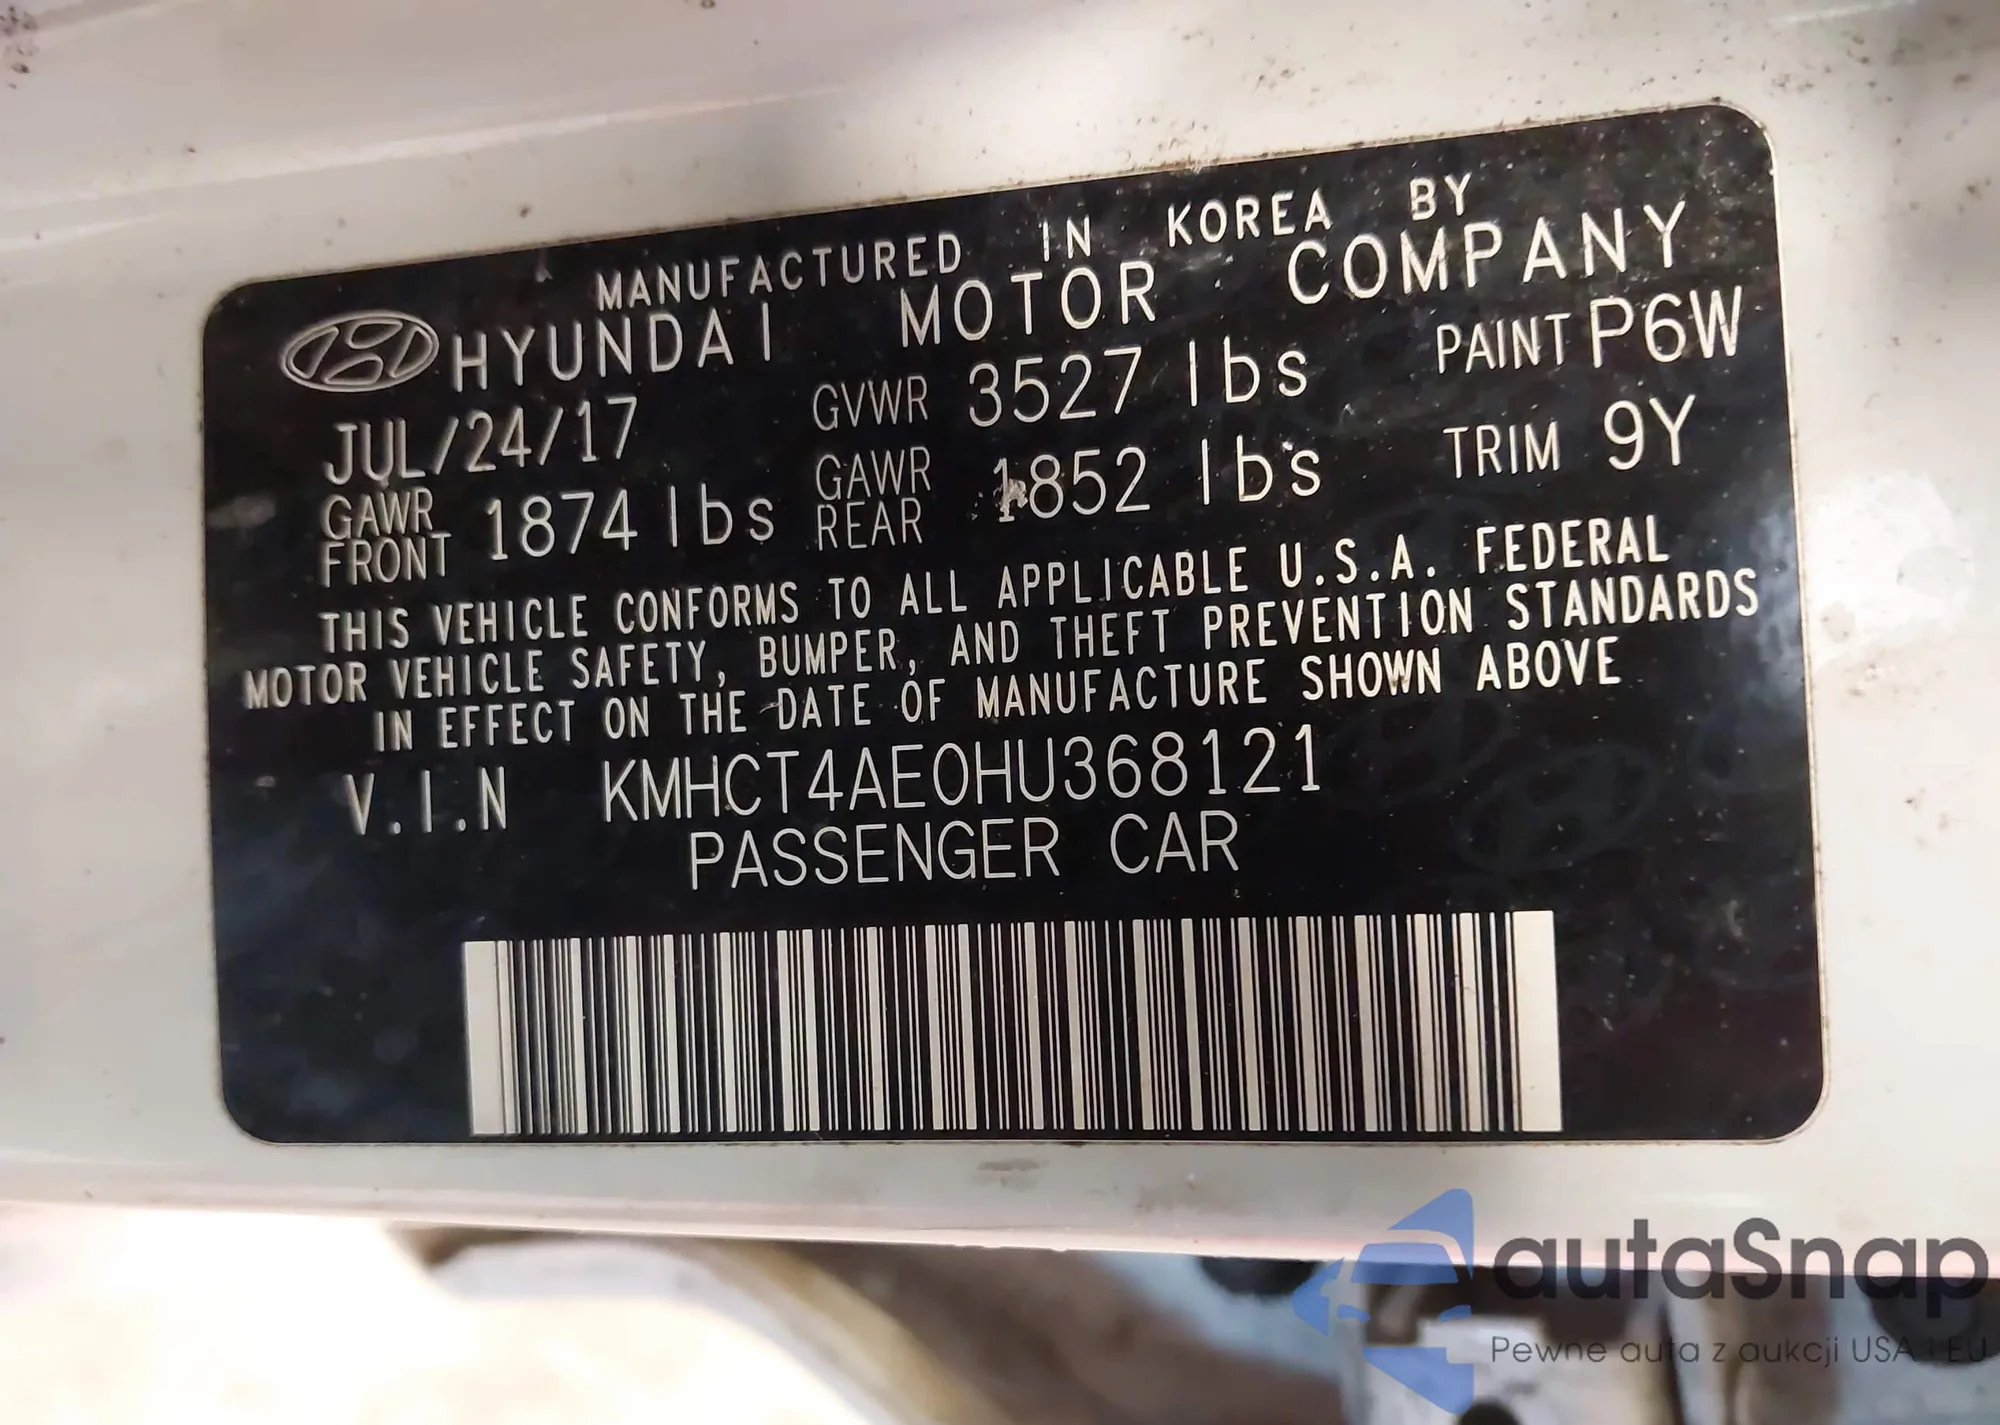 MANUFACTURED IN KOREA BY
HYUNDAI MOTOR COMPANY
JUL/24/17 GVWR 3527 lbs PAINT P6W
GAWR FRONT 1874 lbs GAWR REAR 1852 lbs TRIM 9Y
THIS VEHICLE CONFORMS TO ALL APPLICABLE U.S.A. FEDERAL
MOTOR VEHICLE SAFETY, BUMPER, AND THEFT PREVENTION STANDARDS
IN EFFECT ON THE DATE OF MANUFACTURE SHOWN ABOVE
V.I.N KMHCT4AE0HU368121
PASSENGER CAR
autaSnap
Pewne auta z aukcji USA i EU